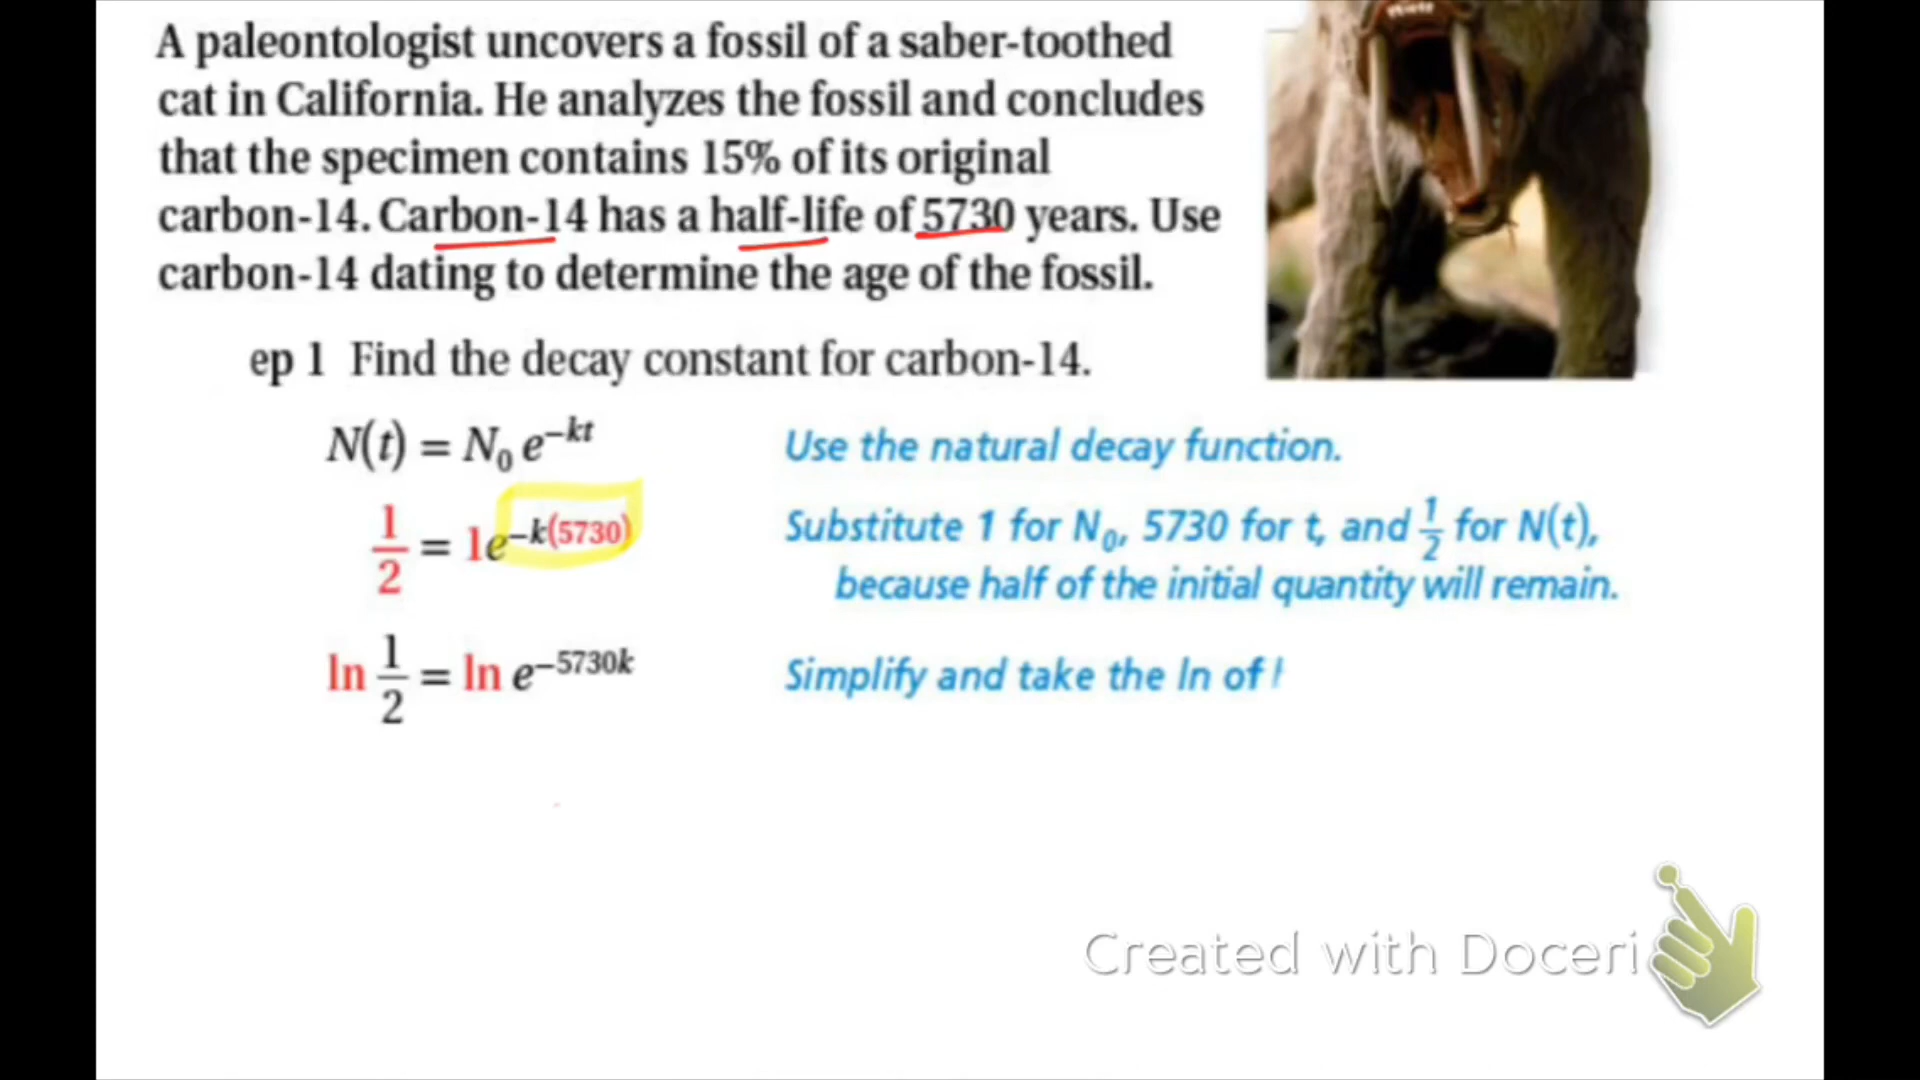 A paleontologist uncovers a fossil of a saber-toothed
cat in California. He analyzes the fossil and concludes
that the specimen contains 15% of its original
carbon-14. Carbon-14 has a half-life of 5730 years. Use
carbon-14 dating to determine the age of the fossil.
ep 1 Find the decay constant for carbon-14.
N(t) = N₀ e^{-kt} Use the natural decay function.
1/2 = 1e^{-k(5730)} Substitute 1 for N₀, 5730 for t, and 1/2 for N(t),
because half of the initial quantity will remain.
ln 1/2 = ln e^{-5730k} Simplify and take the ln of
Created with Doceri